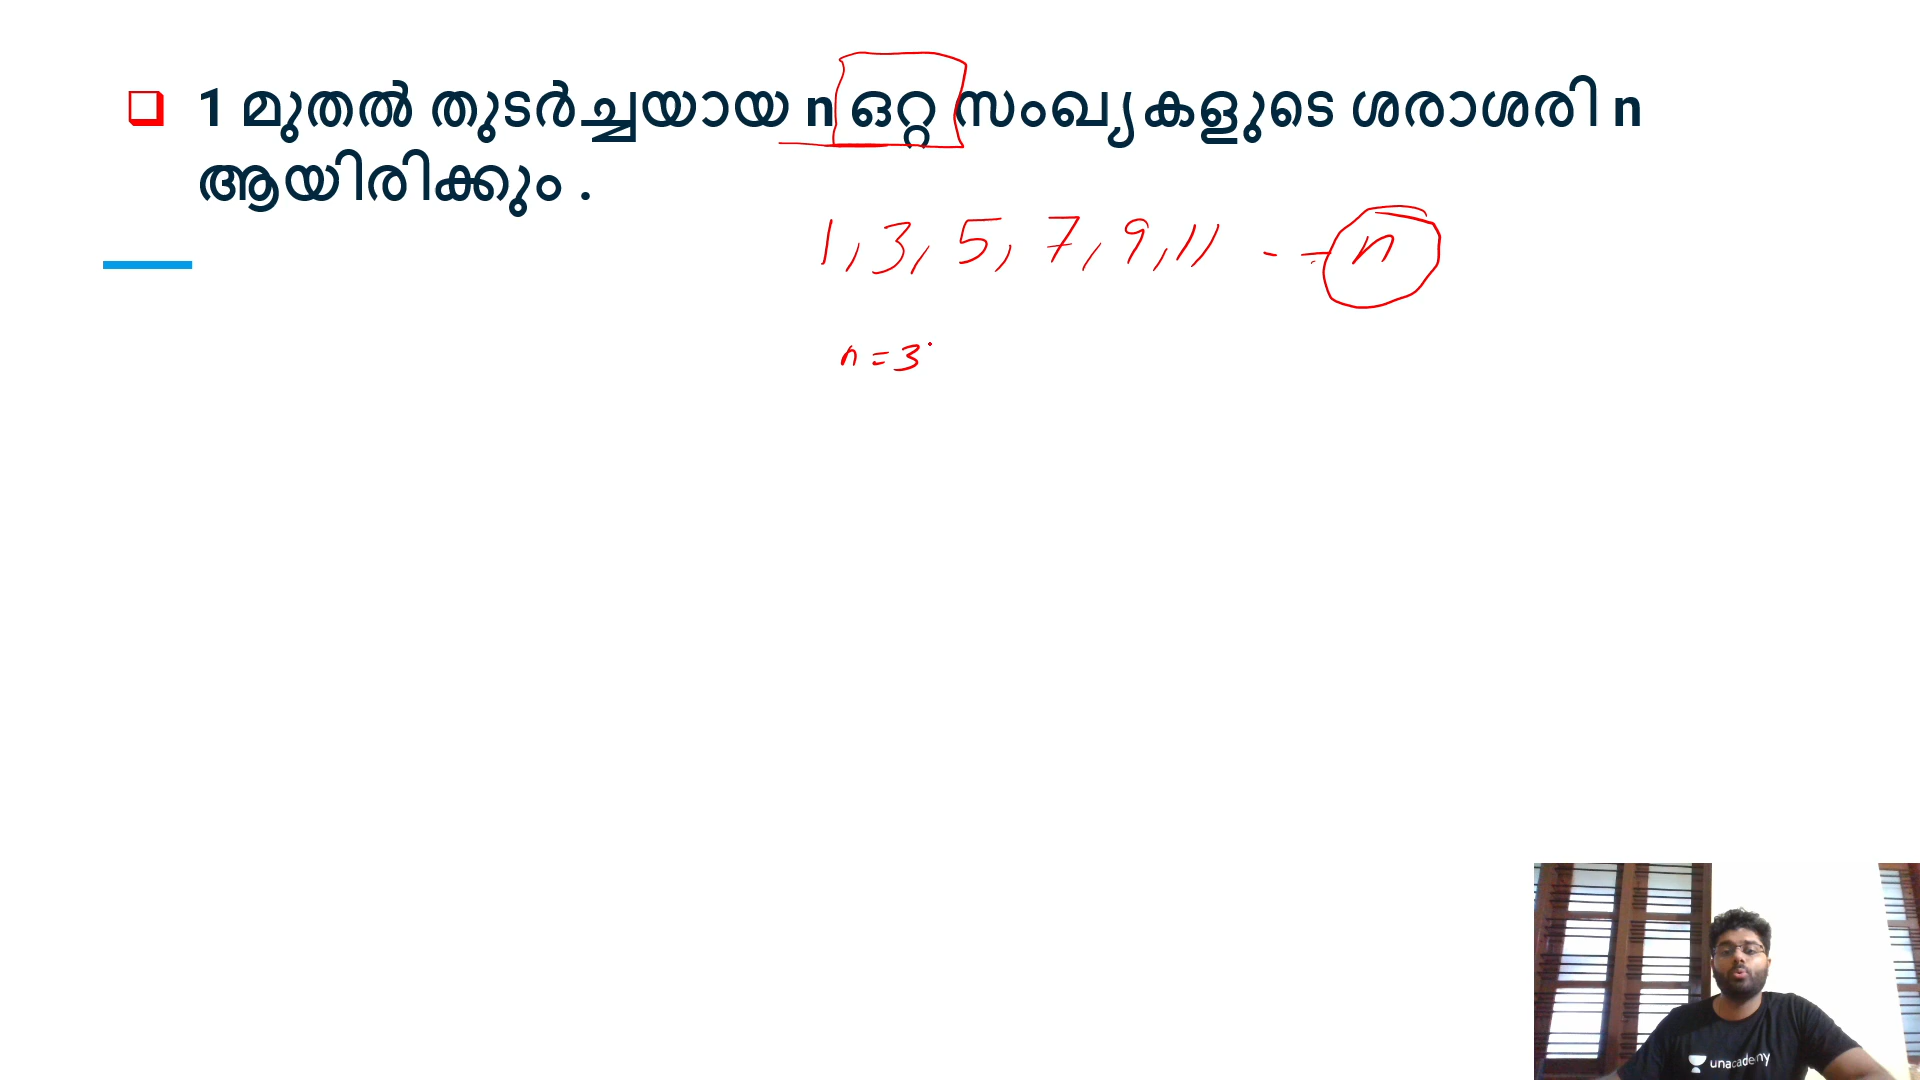 ❑ 1 മുതൽ തുടർച്ചയായ n ഒറ്റ സംഖ്യകളുടെ ശരാശരി n
ആയിരിക്കും .
1, 3, 5, 7, 9, 11 - - n
n = 3
unacademy